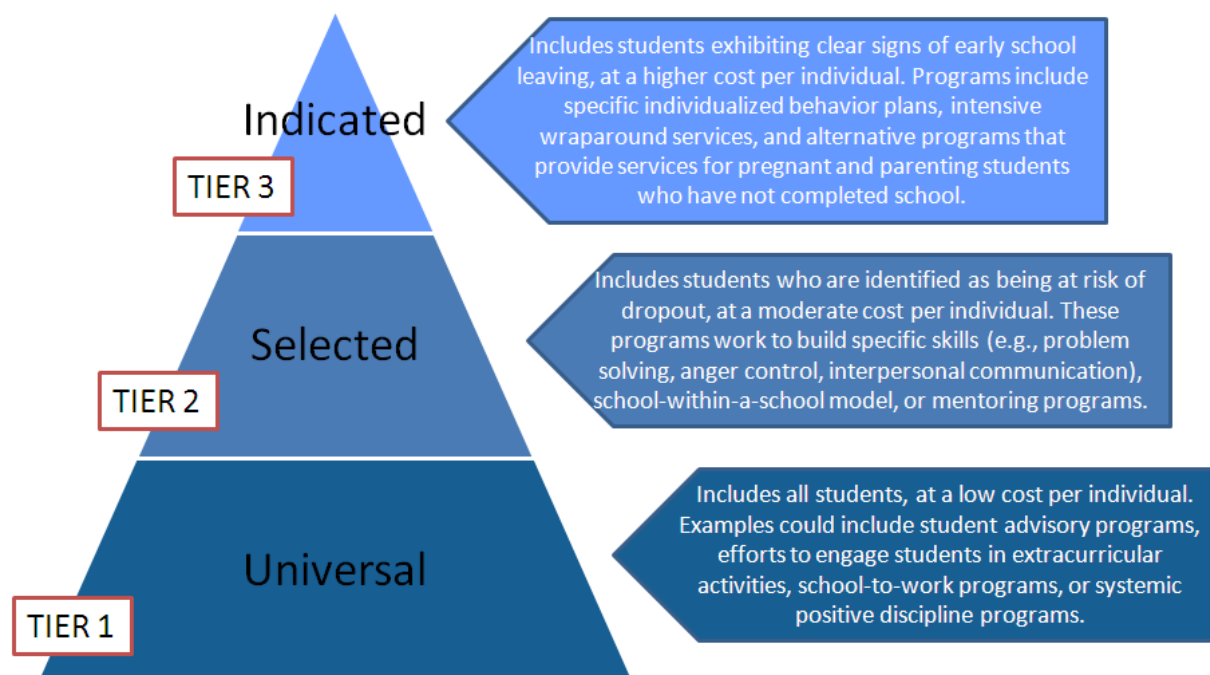 Indicated
TIER 3
Includes students exhibiting clear signs of early school
leaving, at a higher cost per individual. Programs include
specific individualized behavior plans, intensive
wraparound services, and alternative programs that
provide services for pregnant and parenting students
who have not completed school.
Selected
TIER 2
Includes students who are identified as being at risk of
dropout, at a moderate cost per individual. These
programs work to build specific skills (e.g., problem
solving, anger control, interpersonal communication),
school-within-a-school model, or mentoring programs.
Universal
TIER 1
Includes all students, at a low cost per individual.
Examples could include student advisory programs,
efforts to engage students in extracurricular
activities, school-to-work programs, or systemic
positive discipline programs.